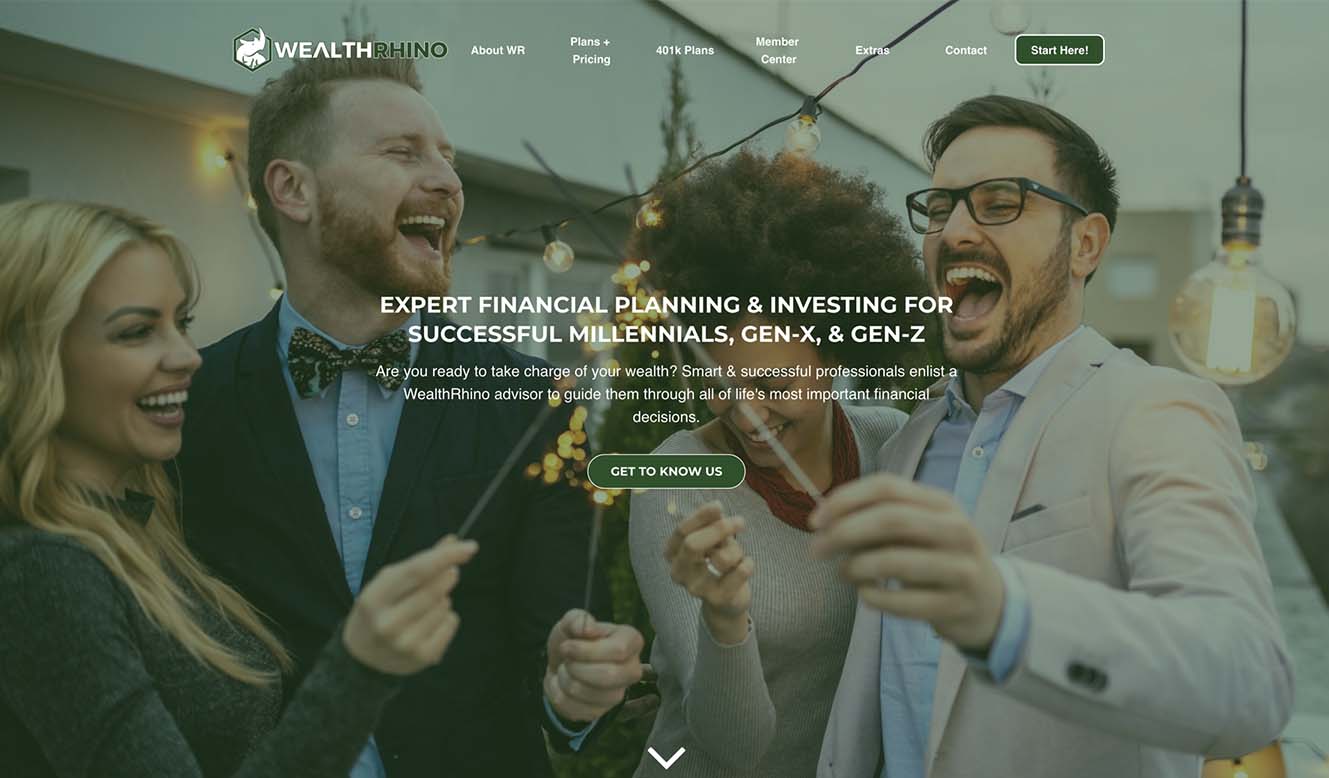 WEALTHRHINO
About WR
Plans +
Pricing
401k Plans
Member
Center
Extras
Contact
Start Here!
EXPERT FINANCIAL PLANNING & INVESTING FOR
SUCCESSFUL MILLENNIALS, GEN-X, & GEN-Z
Are you ready to take charge of your wealth? Smart & successful professionals enlist a
WealthRhino advisor to guide them through all of life's most important financial
decisions.
GET TO KNOW US